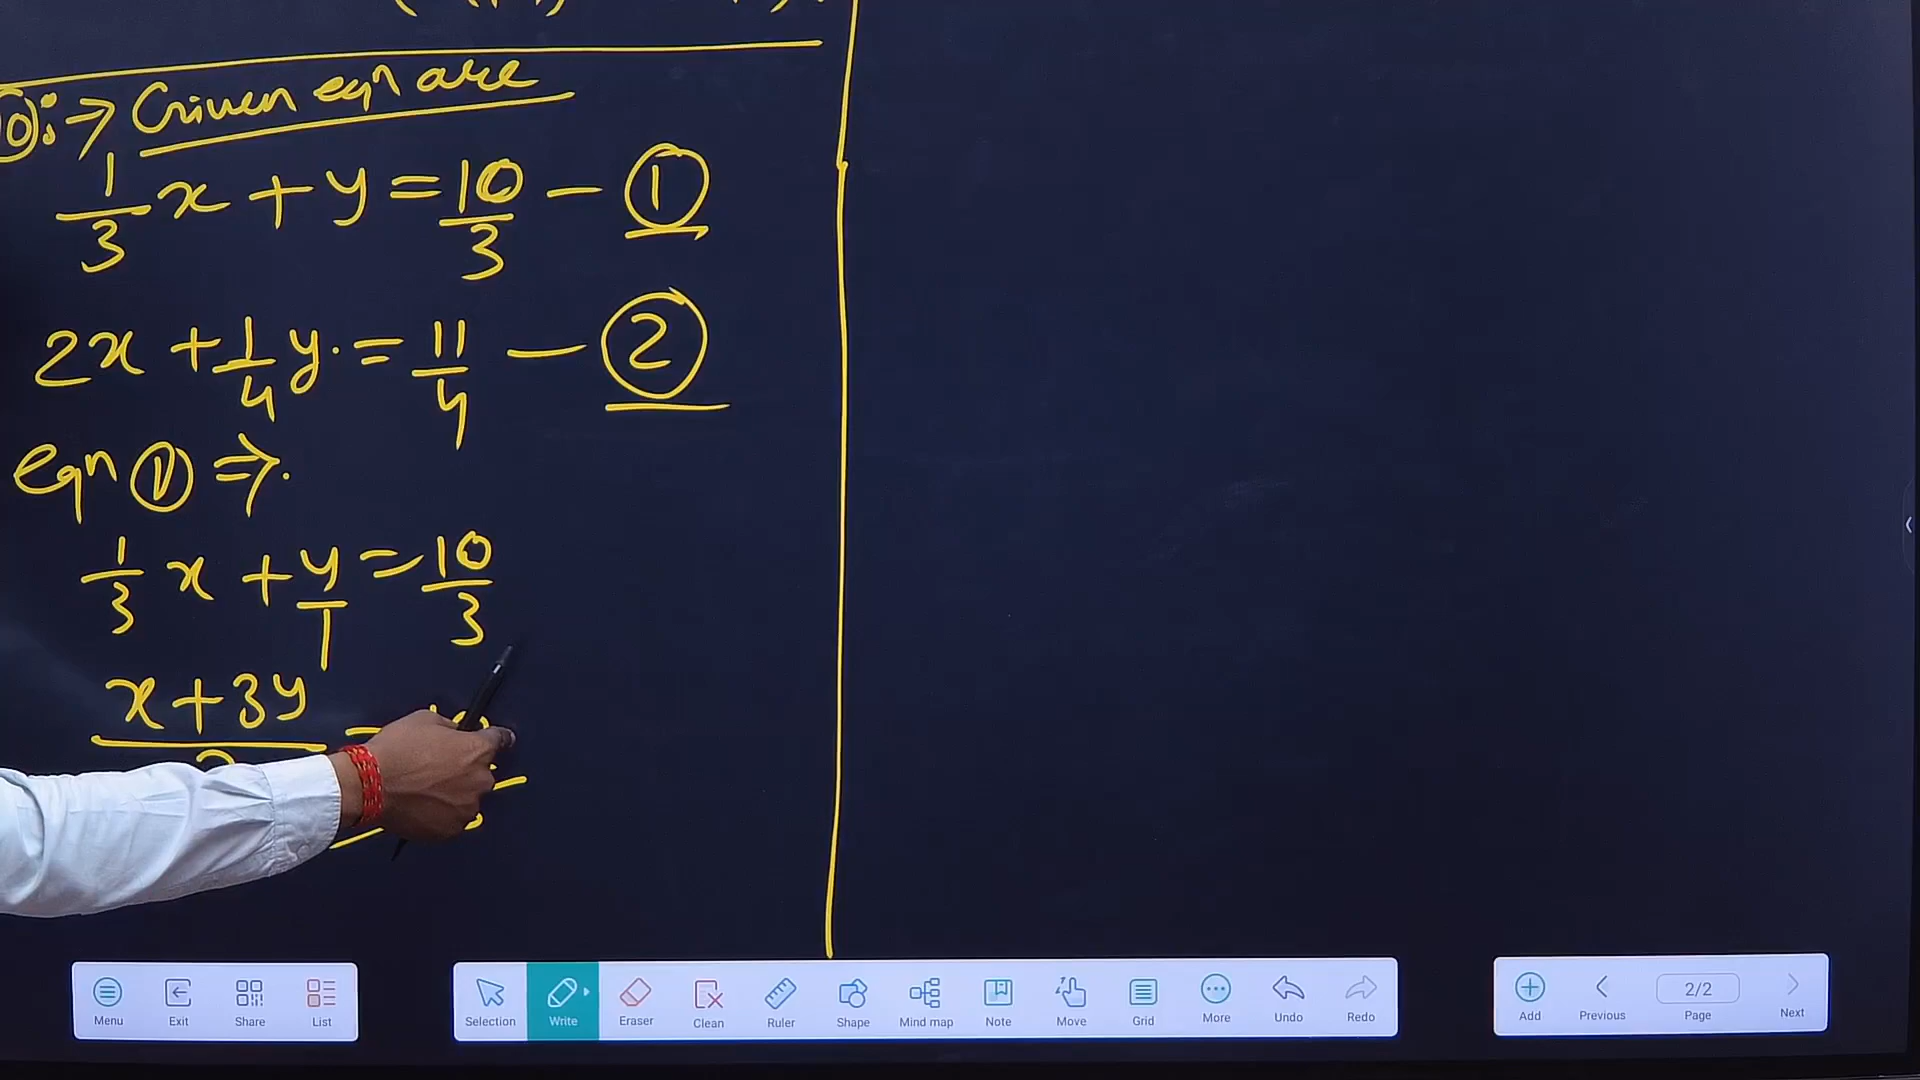 0): → Given eqn are
1/3 x + y = 10/3 — ①
2x + 1/4 y. = 11/4 — ②
eqn ① ⇒.
1/3 x + y/1 = 10/3
x+3y
Menu Exit Share List
Selection Write Eraser Clean Ruler Shape Mind map Note Move Grid More Undo Redo
Add Previous 2/2 Page Next